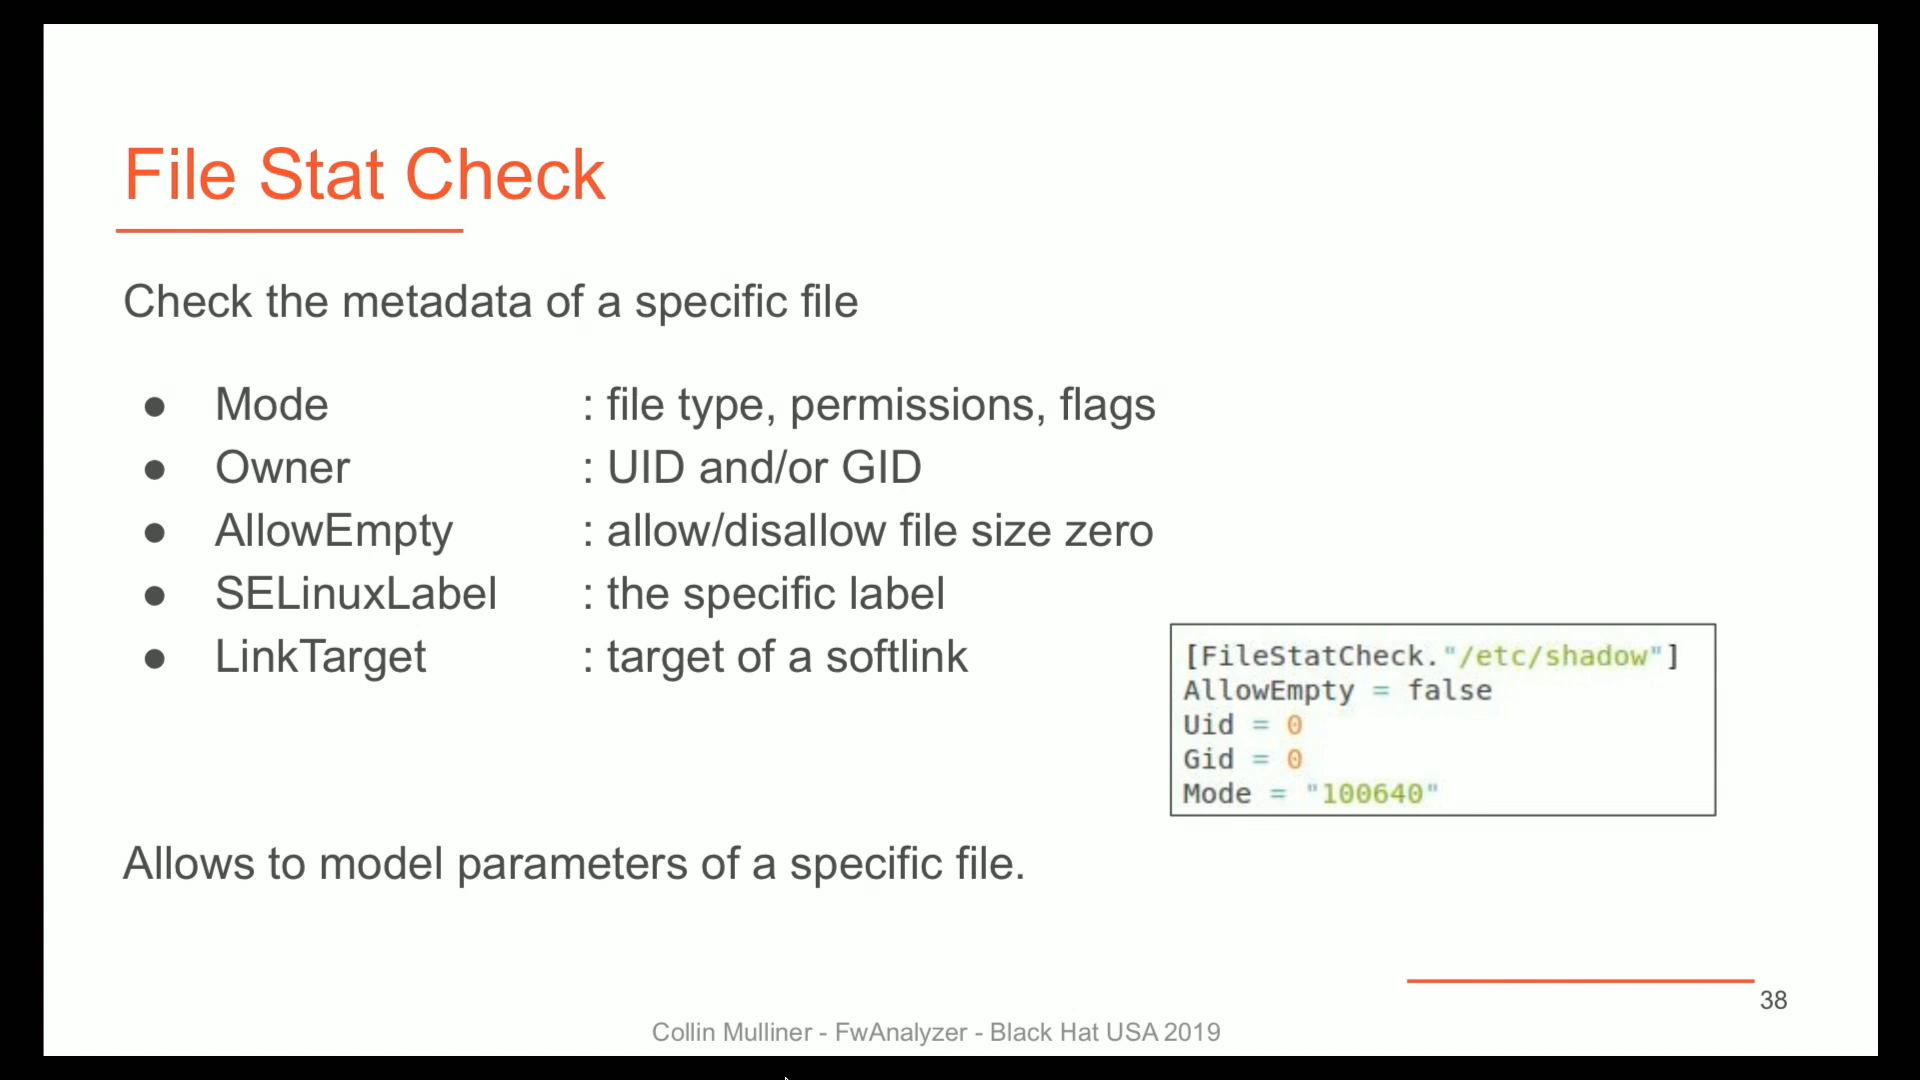 File Stat Check
Check the metadata of a specific file
● Mode : file type, permissions, flags
● Owner : UID and/or GID
● AllowEmpty : allow/disallow file size zero
● SELinuxLabel : the specific label
● LinkTarget : target of a softlink
[FileStatCheck."/etc/shadow"]
AllowEmpty = false
Uid = 0
Gid = 0
Mode = "100640"
Allows to model parameters of a specific file.
38
Collin Mulliner - FwAnalyzer - Black Hat USA 2019